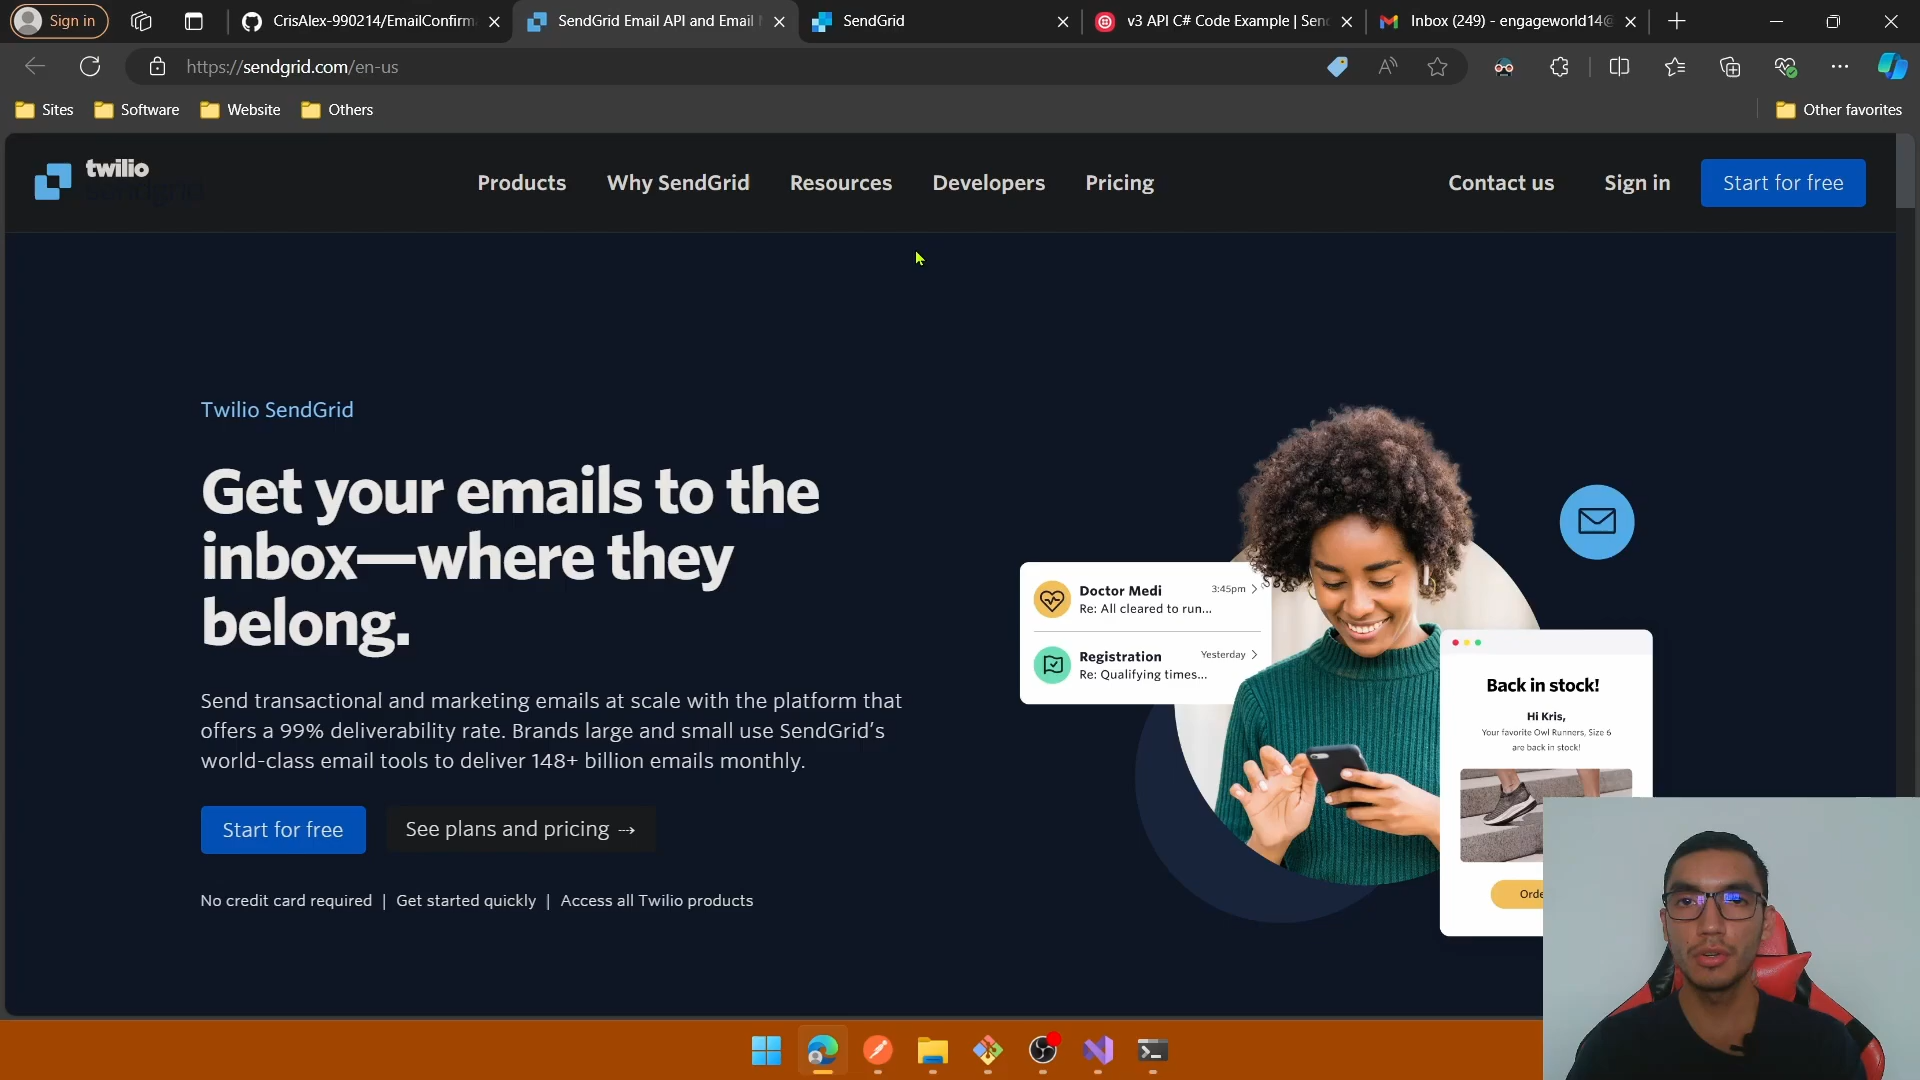 Sign in
CrisAlex-990214/EmailConfirm
SendGrid Email API and Email
SendGrid
v3 API C# Code Example | Sen
Inbox (249) - engageworld14@
https://sendgrid.com/en-us
Sites
Software
Website
Others
Other favorites
twilio
sendgrid
Products
Why SendGrid
Resources
Developers
Pricing
Contact us
Sign in
Start for free
Twilio SendGrid
Get your emails to the
inbox—where they
belong.
Send transactional and marketing emails at scale with the platform that
offers a 99% deliverability rate. Brands large and small use SendGrid’s
world-class email tools to deliver 148+ billion emails monthly.
Start for free
See plans and pricing →
No credit card required | Get started quickly | Access all Twilio products
Doctor Medi 3:45pm >
Re: All cleared to run...
Registration Yesterday >
Re: Qualifying times...
Back in stock!
Hi Kris,
Your favorite Owl Runners, Size 6
are back in stock!
Orde